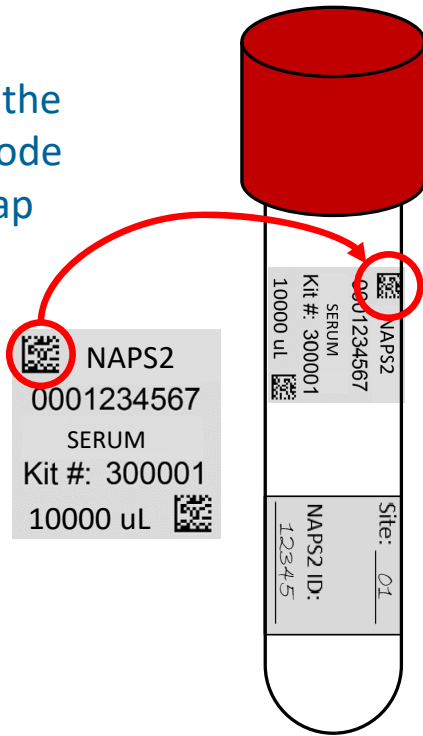 the
ode
ap
NAPS2
0001234567
SERUM
Kit #: 300001
10000 uL
NAPS2
0001234567
SERUM
Kit #: 300001
10000 uL
Site: 01
NAPS2 ID:
12345